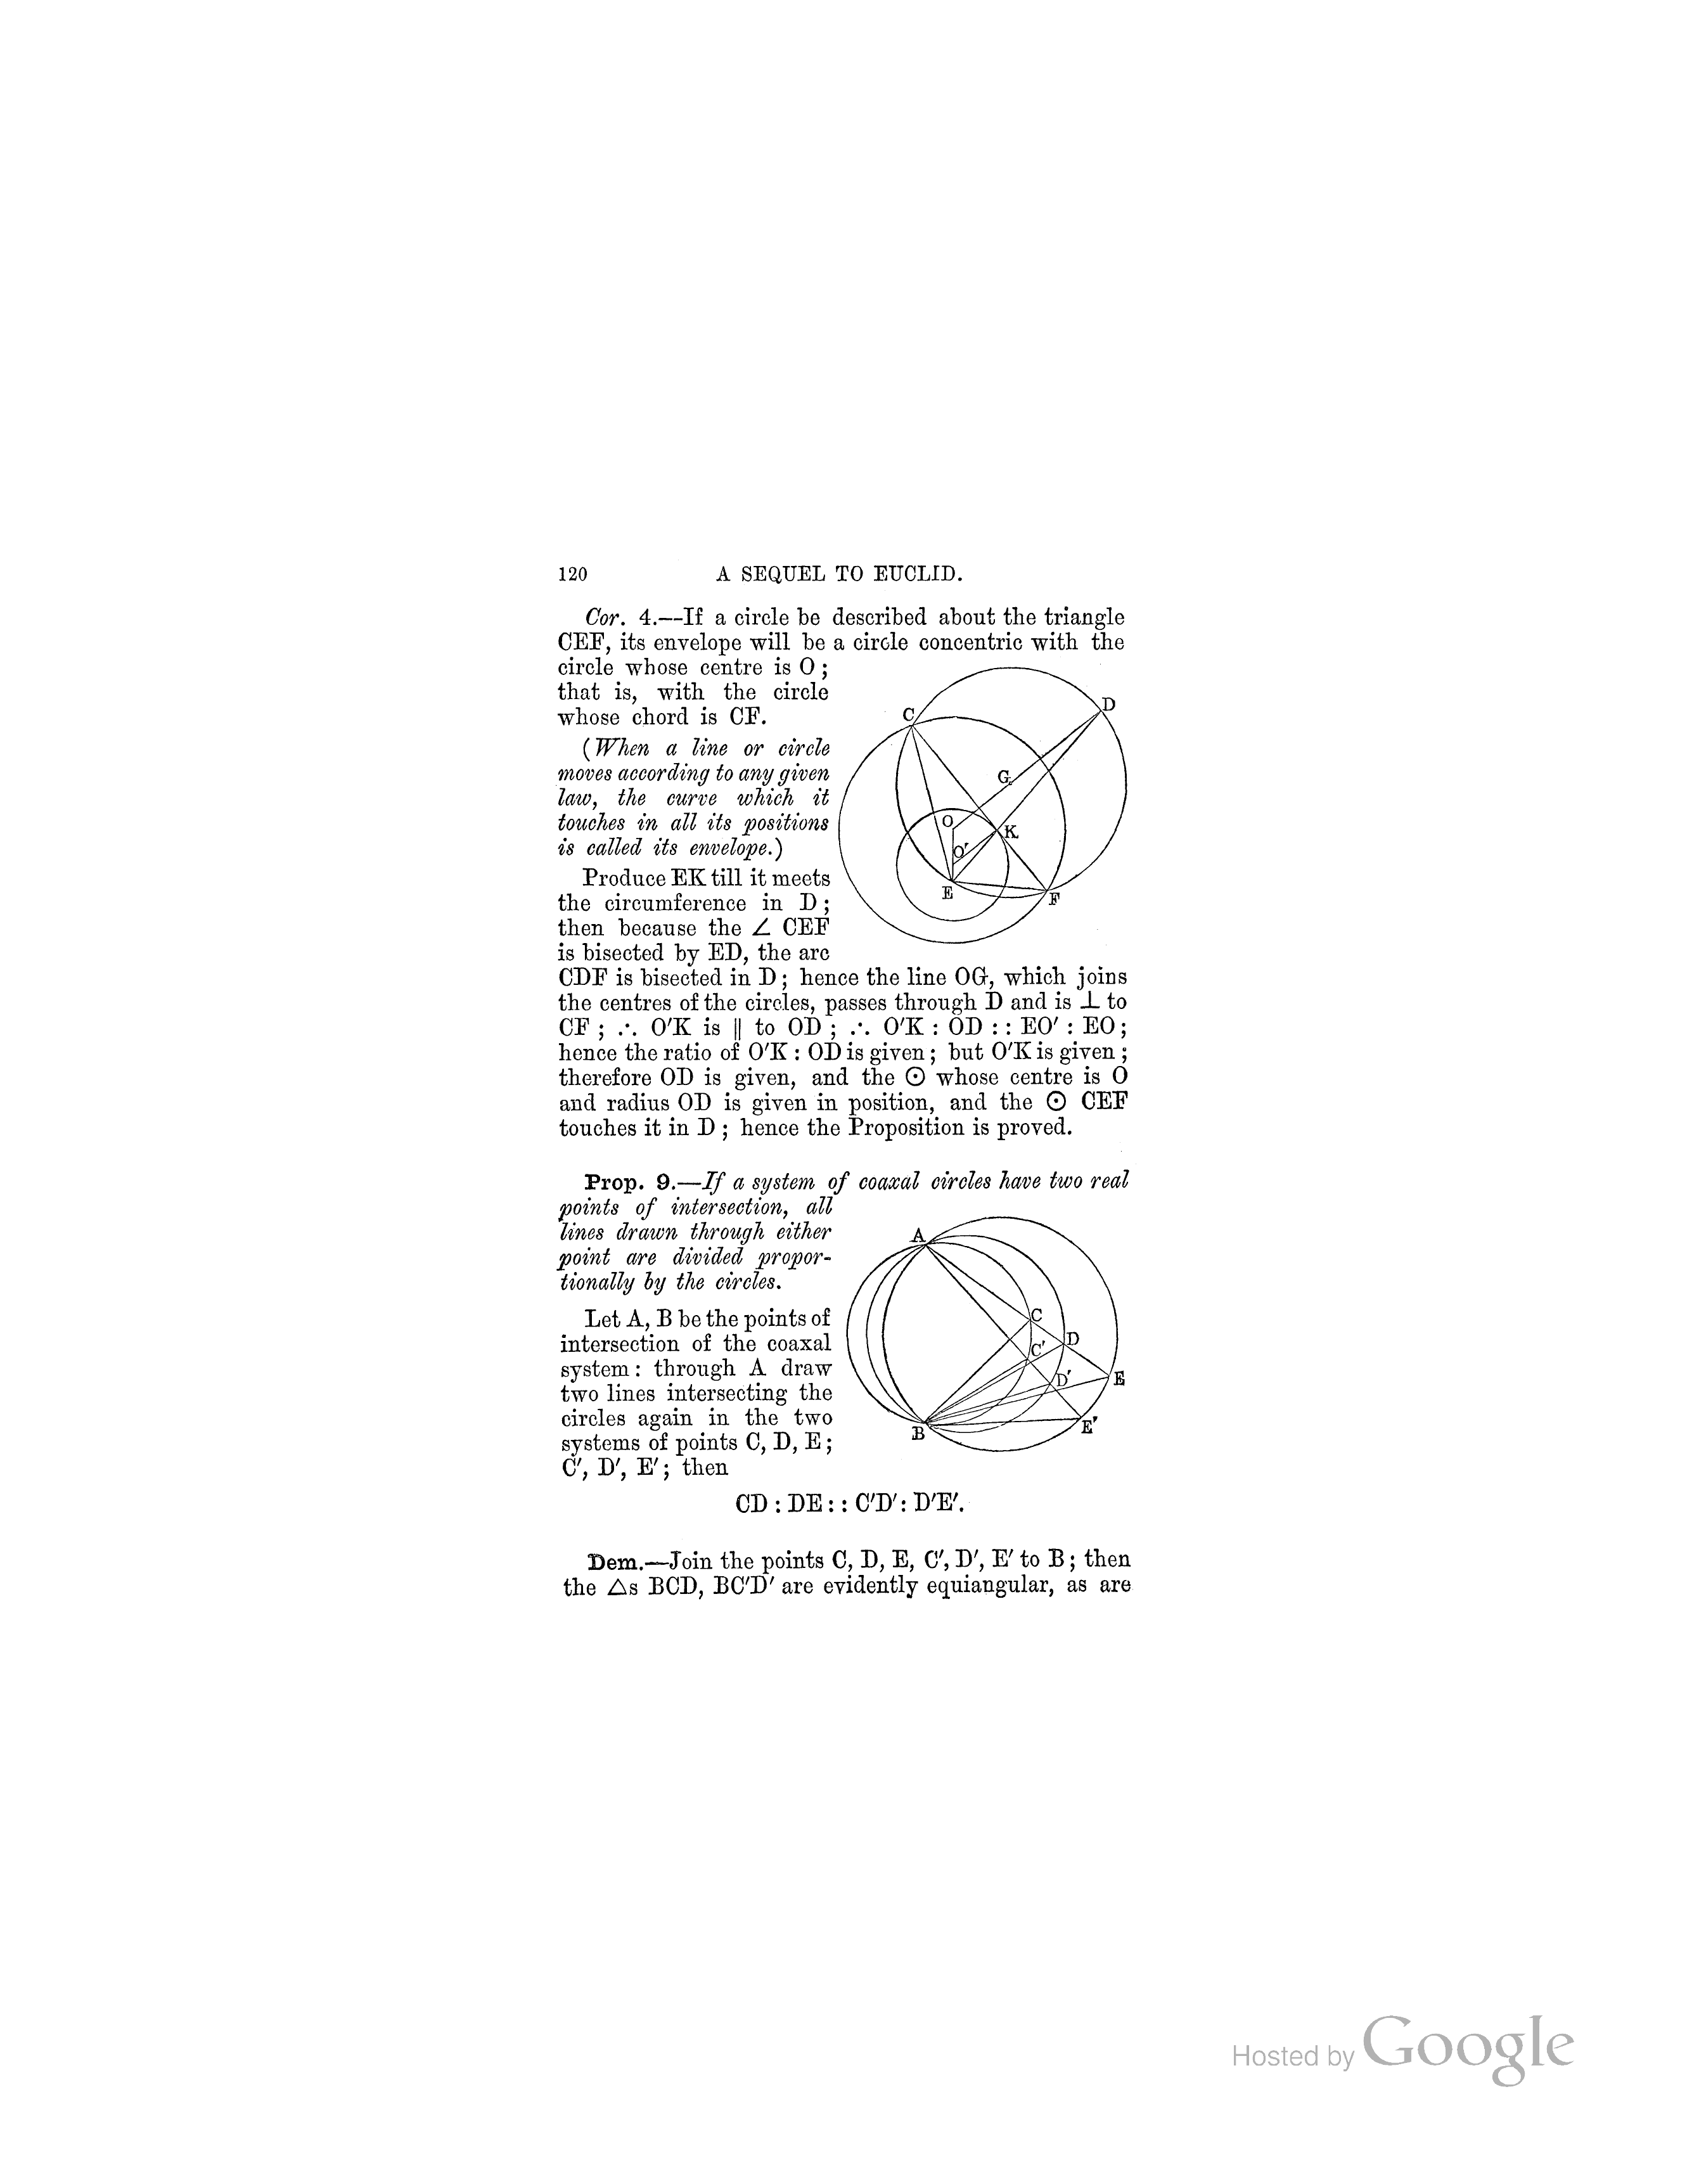 120 A SEQUEL TO EUCLID.
Cor. 4.—If a circle be described about the triangle
CEF, its envelope will be a circle concentric with the
circle whose centre is O ;
that is, with the circle
whose chord is CF.
(When a line or circle
moves according to any given
law, the curve which it
touches in all its positions
is called its envelope.)
Produce EK till it meets
the circumference in D ;
then because the ∠ CEF
is bisected by ED, the arc
C
D
G
O
K
O′
E
F
CDF is bisected in D ; hence the line OG, which joins
the centres of the circles, passes through D and is ⊥ to
CF ; ∴ O′K is || to OD ; ∴ O′K : OD : : EO′ : EO ;
hence the ratio of O′K : OD is given ; but O′K is given ;
therefore OD is given, and the ⊙ whose centre is O
and radius OD is given in position, and the ⊙ CEF
touches it in D ; hence the Proposition is proved.
Prop. 9.—If a system of coaxal circles have two real
points of intersection, all
lines drawn through either
point are divided propor-
tionally by the circles.
Let A, B be the points of
intersection of the coaxal
system : through A draw
two lines intersecting the
circles again in the two
systems of points C, D, E ;
C′, D′, E′ ; then
A
C
D
C′
D′
E
E′
B
CD : DE : : C′D′ : D′E′.
Dem.—Join the points C, D, E, C′, D′, E′ to B ; then
the △s BCD, BC′D′ are evidently equiangular, as are
Hosted by Google